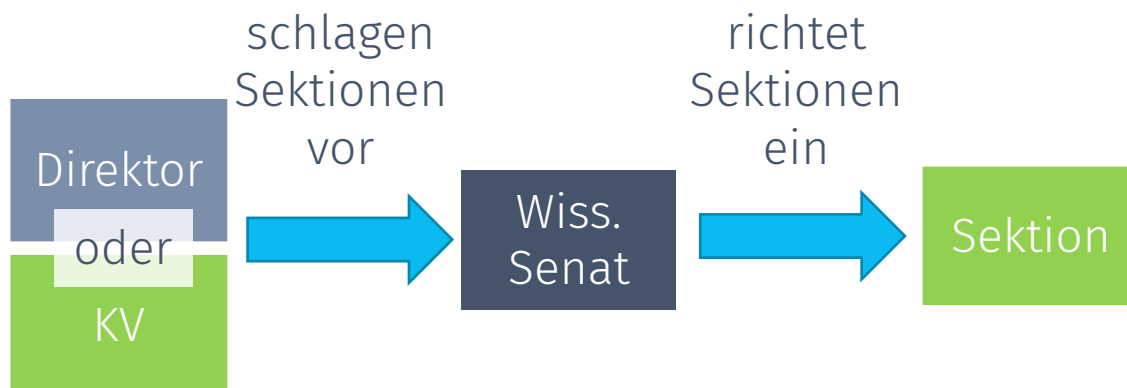 Direktor
oder
KV
schlagen
Sektionen
vor
Wiss.
Senat
richtet
Sektionen
ein
Sektion